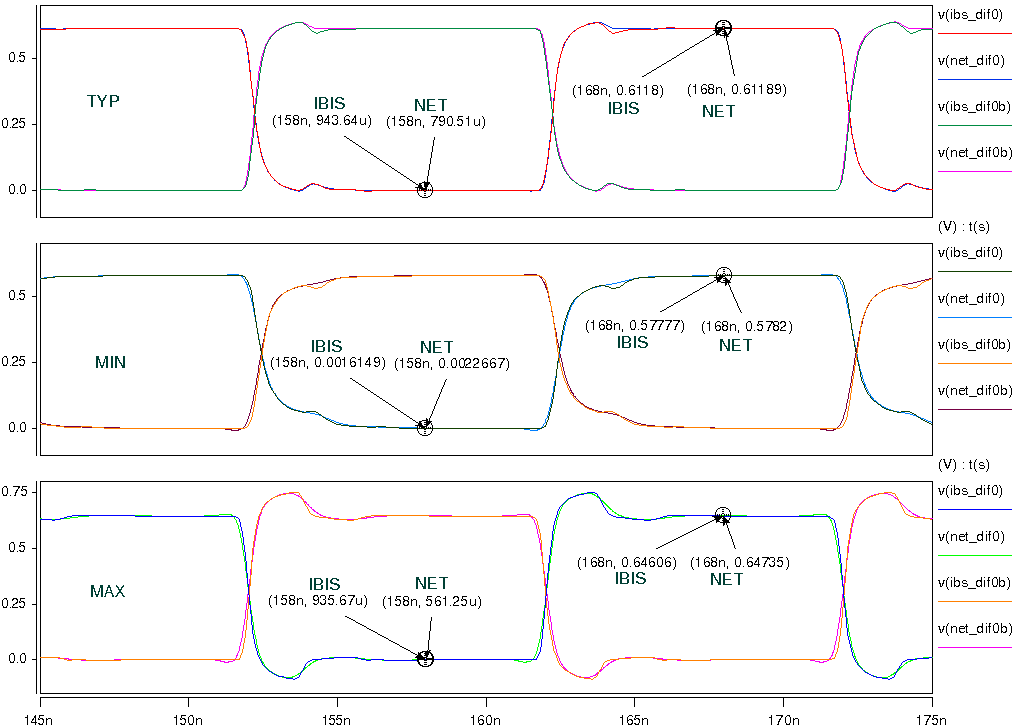 v(ibs_dif0)
0.5
v(net_dif0)
TYP
IBIS
NET
(168n, 0.6118)
(168n, 0.61189)
v(ibs_dif0b)
0.25
(158n, 943.64u)
(158n, 790.51u)
IBIS
NET
v(net_dif0b)
0.0
(V) : t(s)
v(ibs_dif0)
0.5
v(net_dif0)
(168n, 0.57777)
(168n, 0.5782)
MIN
IBIS
NET
IBIS
NET
v(ibs_dif0b)
0.25
(158n, 0.0016149)
(158n, 0.0022667)
v(net_dif0b)
0.0
(V) : t(s)
0.75
v(ibs_dif0)
v(net_dif0)
0.5
(168n, 0.64606)
(168n, 0.64735)
MAX
IBIS
NET
IBIS
NET
v(ibs_dif0b)
0.25
(158n, 935.67u)
(158n, 561.25u)
v(net_dif0b)
0.0
145n
150n
155n
160n
165n
170n
175n